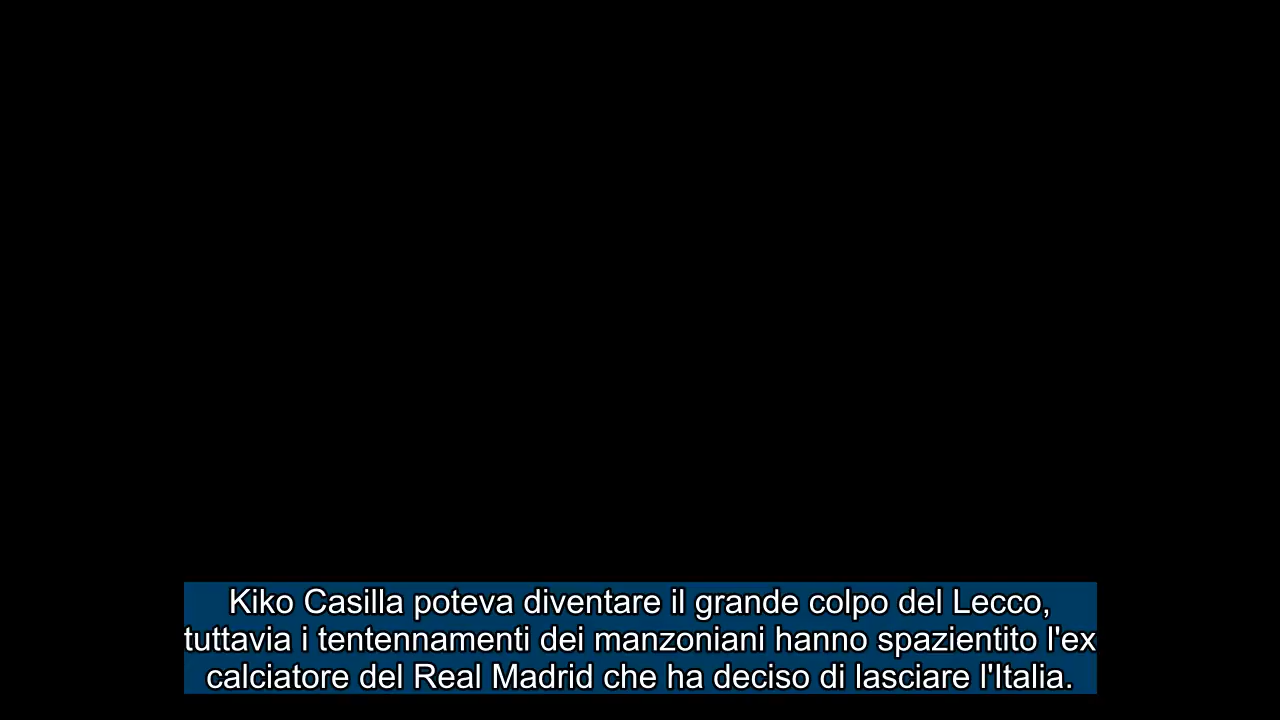 Kiko Casilla poteva diventare il grande colpo del Lecco,
tuttavia i tentennamenti dei manzoniani hanno spazientito l'ex
calciatore del Real Madrid che ha deciso di lasciare l'Italia.